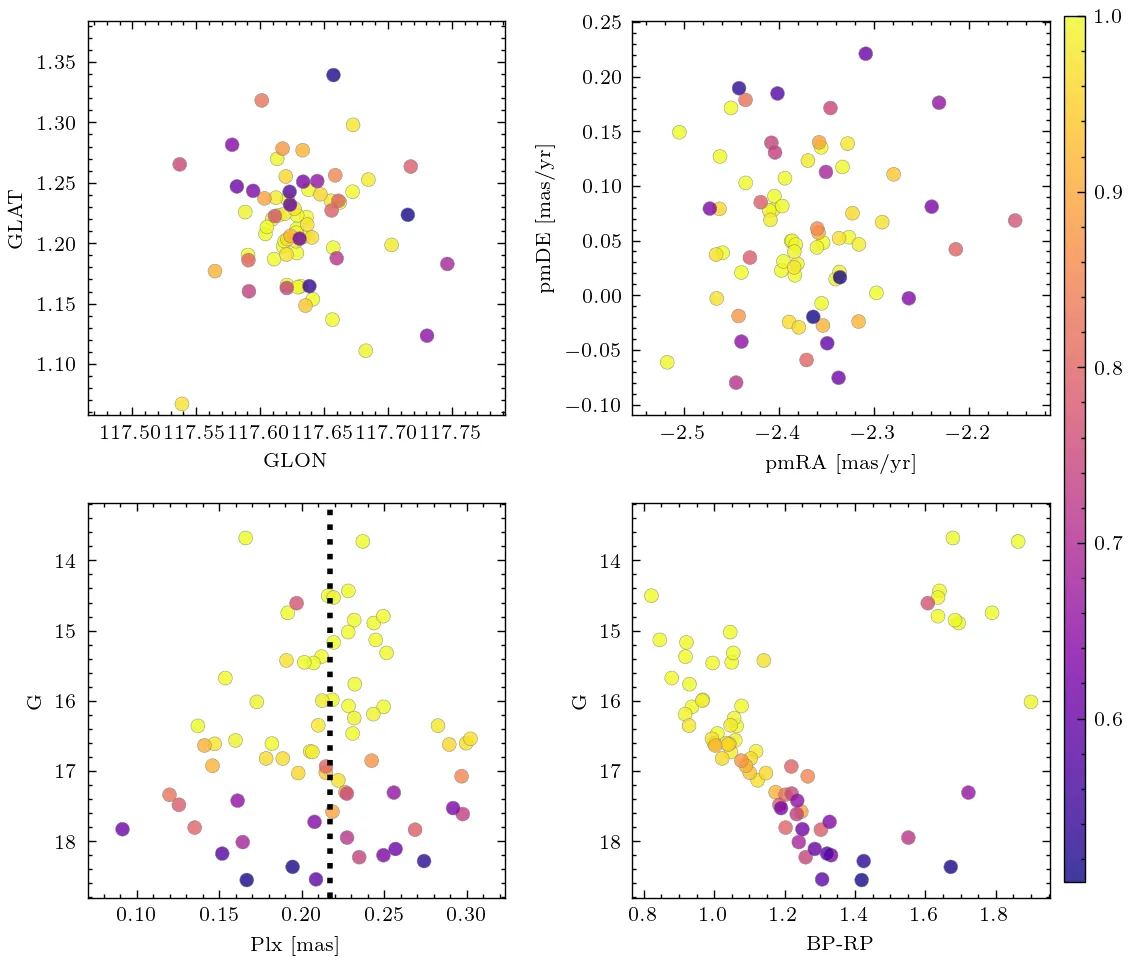 1.35
1.30
1.25
1.20
1.15
1.10
GLAT
117.50 117.55 117.60 117.65 117.70 117.75
GLON
0.25
0.20
0.15
0.10
0.05
0.00
−0.05
−0.10
pmDE [mas/yr]
−2.5 −2.4 −2.3 −2.2
pmRA [mas/yr]
1.0
0.9
0.8
0.7
0.6
14
15
16
17
18
G
0.10 0.15 0.20 0.25 0.30
Plx [mas]
14
15
16
17
18
G
0.8 1.0 1.2 1.4 1.6 1.8
BP-RP